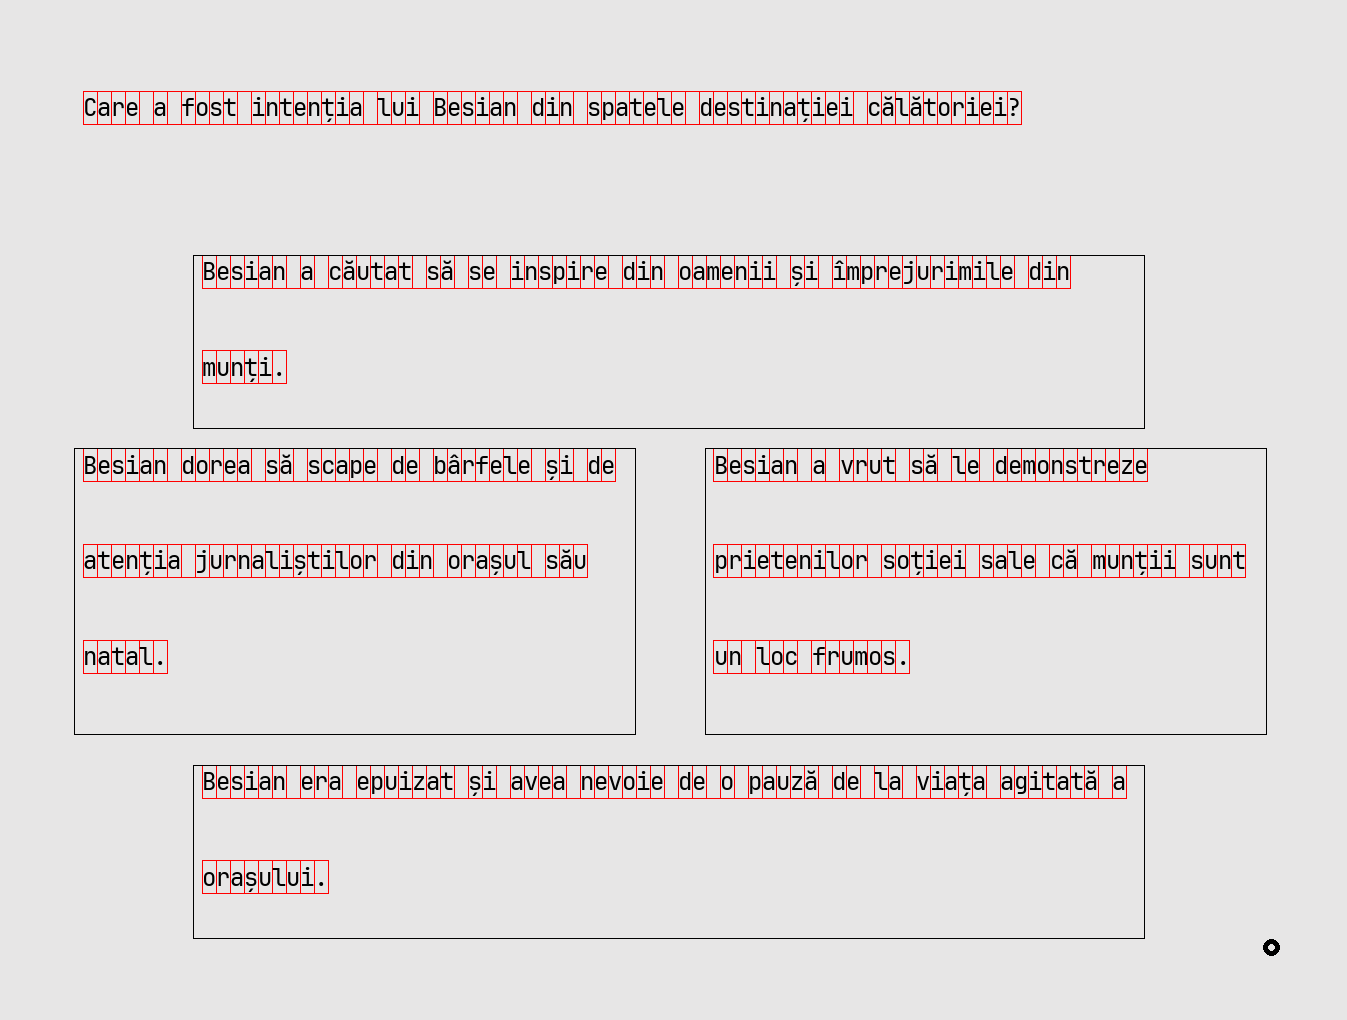 Care a fost intenția lui Besian din spatele destinației călătoriei?
Besian a căutat să se inspire din oamenii și împrejurimile din
munți.
Besian dorea să scape de bârfele și de
atenția jurnaliștilor din orașul său
natal.
Besian a vrut să le demonstreze
prietenilor soției sale că munții sunt
un loc frumos.
Besian era epuizat și avea nevoie de o pauză de la viața agitată a
orașului.